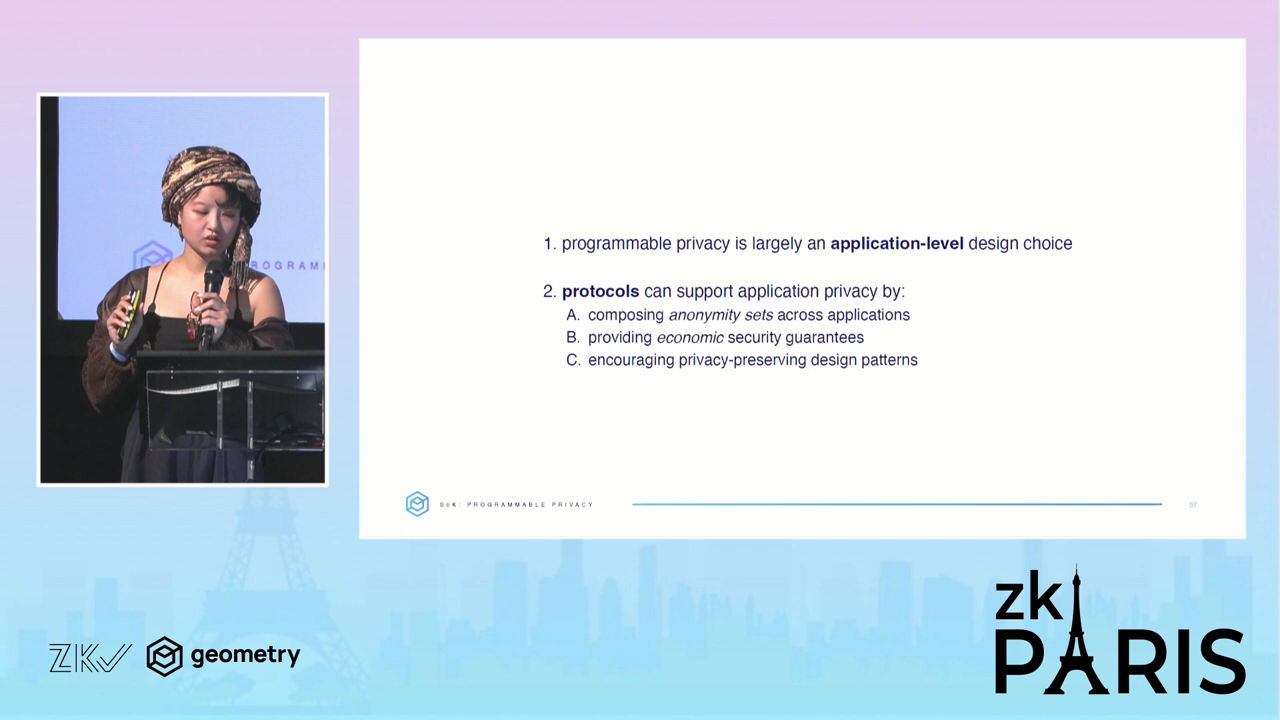 ROGRAMI
1. programmable privacy is largely an application-level design choice
2. protocols can support application privacy by:
A. composing anonymity sets across applications
B. providing economic security guarantees
C. encouraging privacy-preserving design patterns
SoK: PROGRAMMABLE PRIVACY
57
ZKV
geometry
zk
PARIS